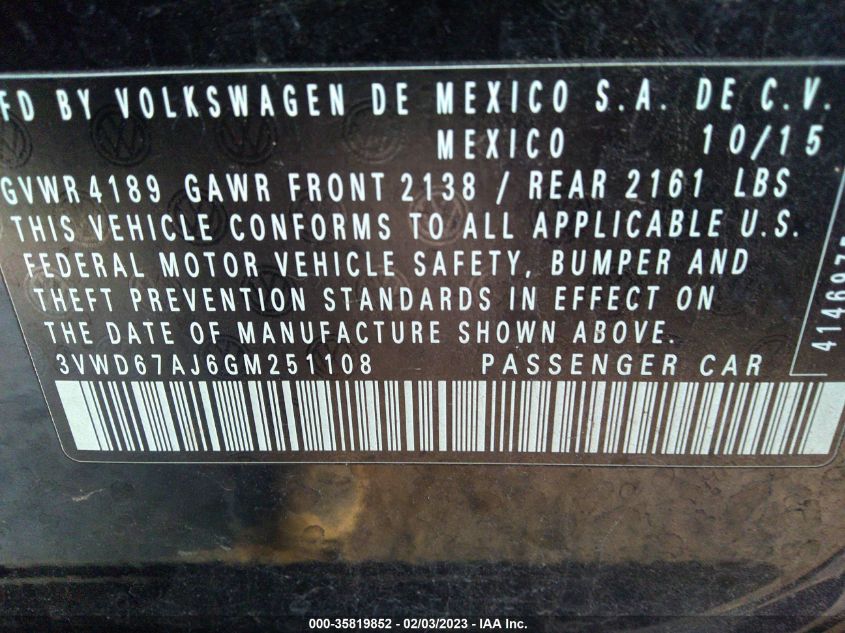 FD BY VOLKSWAGEN DE MEXICO S.A. DE C.V.
MEXICO 10/15
GVWR 4189 GAWR FRONT 2138 / REAR 2161 LBS
THIS VEHICLE CONFORMS TO ALL APPLICABLE U.S.
FEDERAL MOTOR VEHICLE SAFETY, BUMPER AND
THEFT PREVENTION STANDARDS IN EFFECT ON
THE DATE OF MANUFACTURE SHOWN ABOVE.
3VWD67AJ6GM251108 PASSENGER CAR
000-35819852 - 02/03/2023 - IAA Inc.